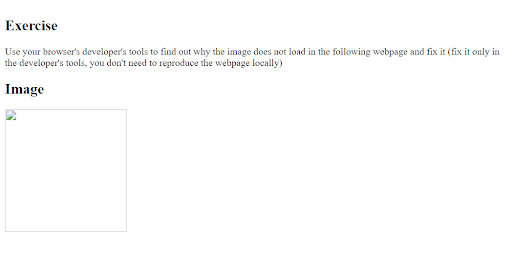 Exercise
Use your browser's developer's tools to find out why the image does not load in the following webpage and fix it (fix it only in
the developer's tools, you don't need to reproduce the webpage locally)
Image